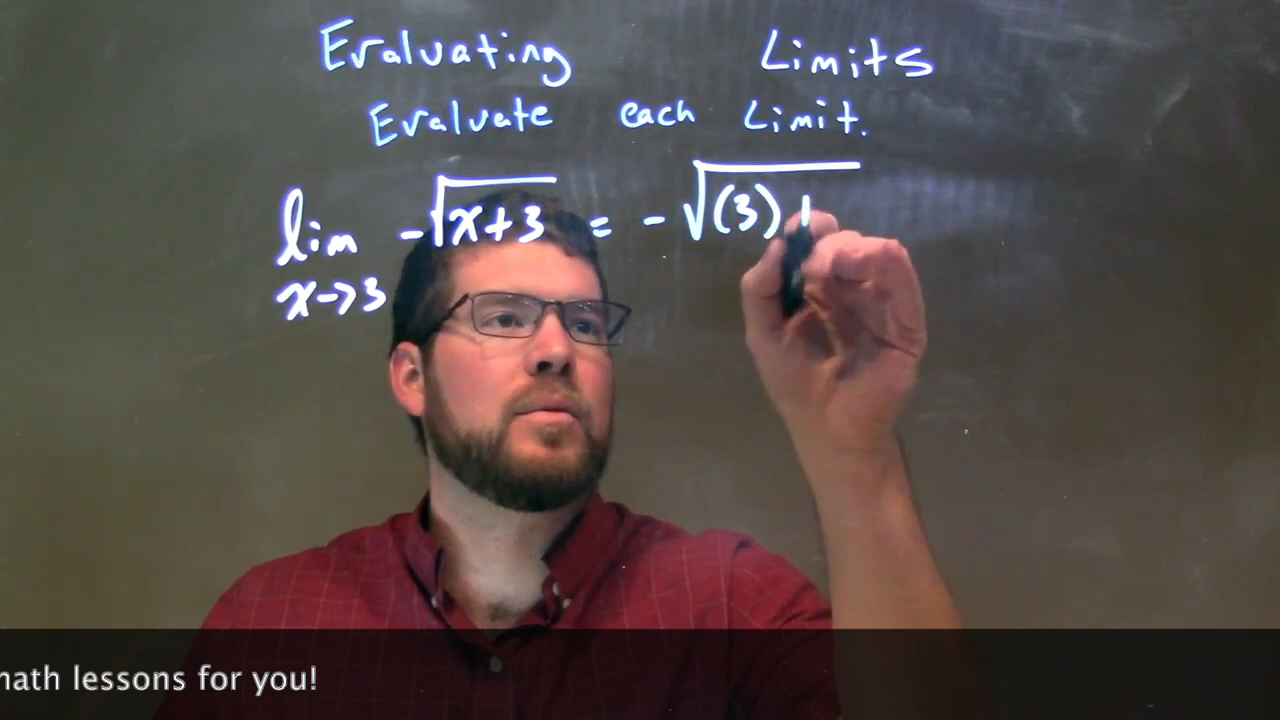 Evaluating Limits
Evaluate each Limit.
lim -√x+3 = -√(3)
x→3
math lessons for you!